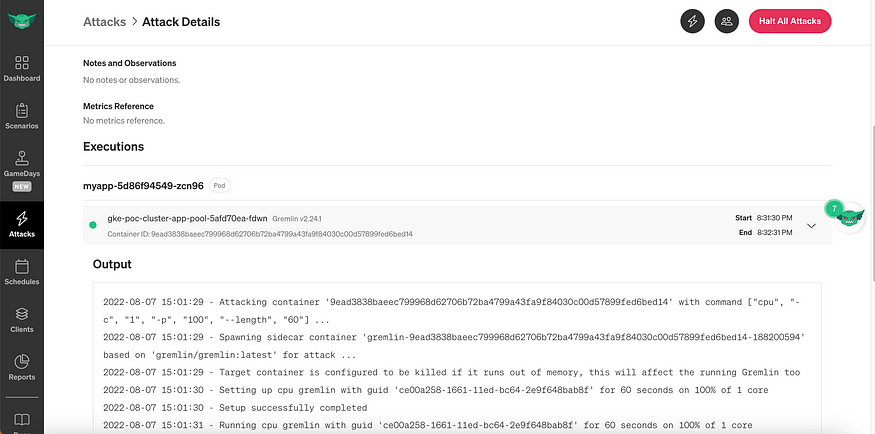 Attacks > Attack Details
Halt All Attacks
Dashboard
Scenarios
GameDays
NEW
Attacks
Schedules
Clients
Reports
Notes and Observations
No notes or observations.
Metrics Reference
No metrics reference.
Executions
myapp-5d86f94549-zcn96 Pod
gke-poc-cluster-app-pool-5afd70ea-fdwn Gremlin v2.24.1
Container ID: 9ead3838baeec799968d62706b72ba4799a43fa9f84030c00d57899fed6bed14
Start 8:31:30 PM
End 8:32:31 PM
7
Output
2022-08-07 15:01:29 - Attacking container '9ead3838baeec799968d62706b72ba4799a43fa9f84030c00d57899fed6bed14' with command ["cpu", "-
c", "1", "-p", "100", "--length", "60"] ...
2022-08-07 15:01:29 - Spawning sidecar container 'gremlin-9ead3838baeec799968d62706b72ba4799a43fa9f84030c00d57899fed6bed14-188200594'
based on 'gremlin/gremlin:latest' for attack ...
2022-08-07 15:01:29 - Target container is configured to be killed if it runs out of memory, this will affect the running Gremlin too
2022-08-07 15:01:30 - Setting up cpu gremlin with guid 'ce00a258-1661-11ed-bc64-2e9f648bab8f' for 60 seconds on 100% of 1 core
2022-08-07 15:01:30 - Setup successfully completed
2022-08-07 15:01:31 - Running cpu gremlin with guid 'ce00a258-1661-11ed-bc64-2e9f648bab8f' for 60 seconds on 100% of 1 core